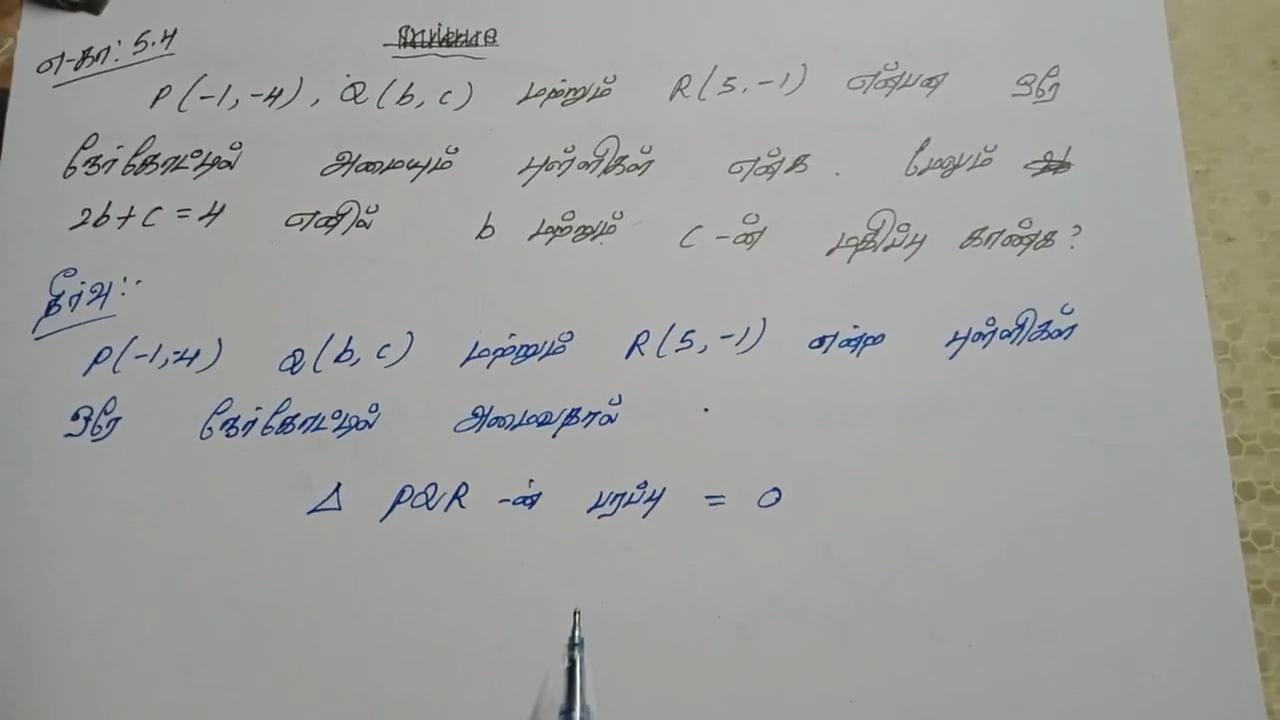 எ-கா: 5.4
P(-1,-4), Q(b, c) மற்றும் R(5,-1) என்பன ஒரே
நேர்கோட்டில் அமையும் புள்ளிகள் என்க. மேலும்
2b+c=4 எனில் b மற்றும் c-ன் மதிப்பு காண்க?
தீர்வு:
P(-1,-4) Q(b, c) மற்றும் R(5,-1) என்ற புள்ளிகள்
ஒரே நேர்கோட்டில் அமைவதால்
Δ PQR -ன் பரப்பு = 0